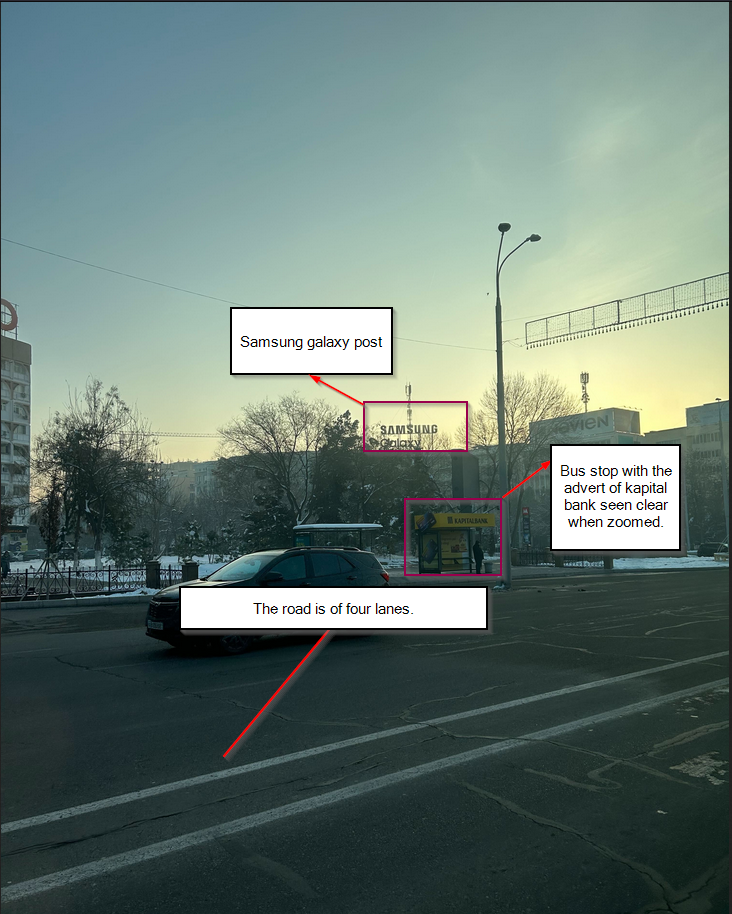 Samsung galaxy post
SAMSUNG
Galaxy
NAVIEN
Bus stop with the
advert of kapital
bank seen clear
when zoomed.
KAPITALBANK
The road is of four lanes.